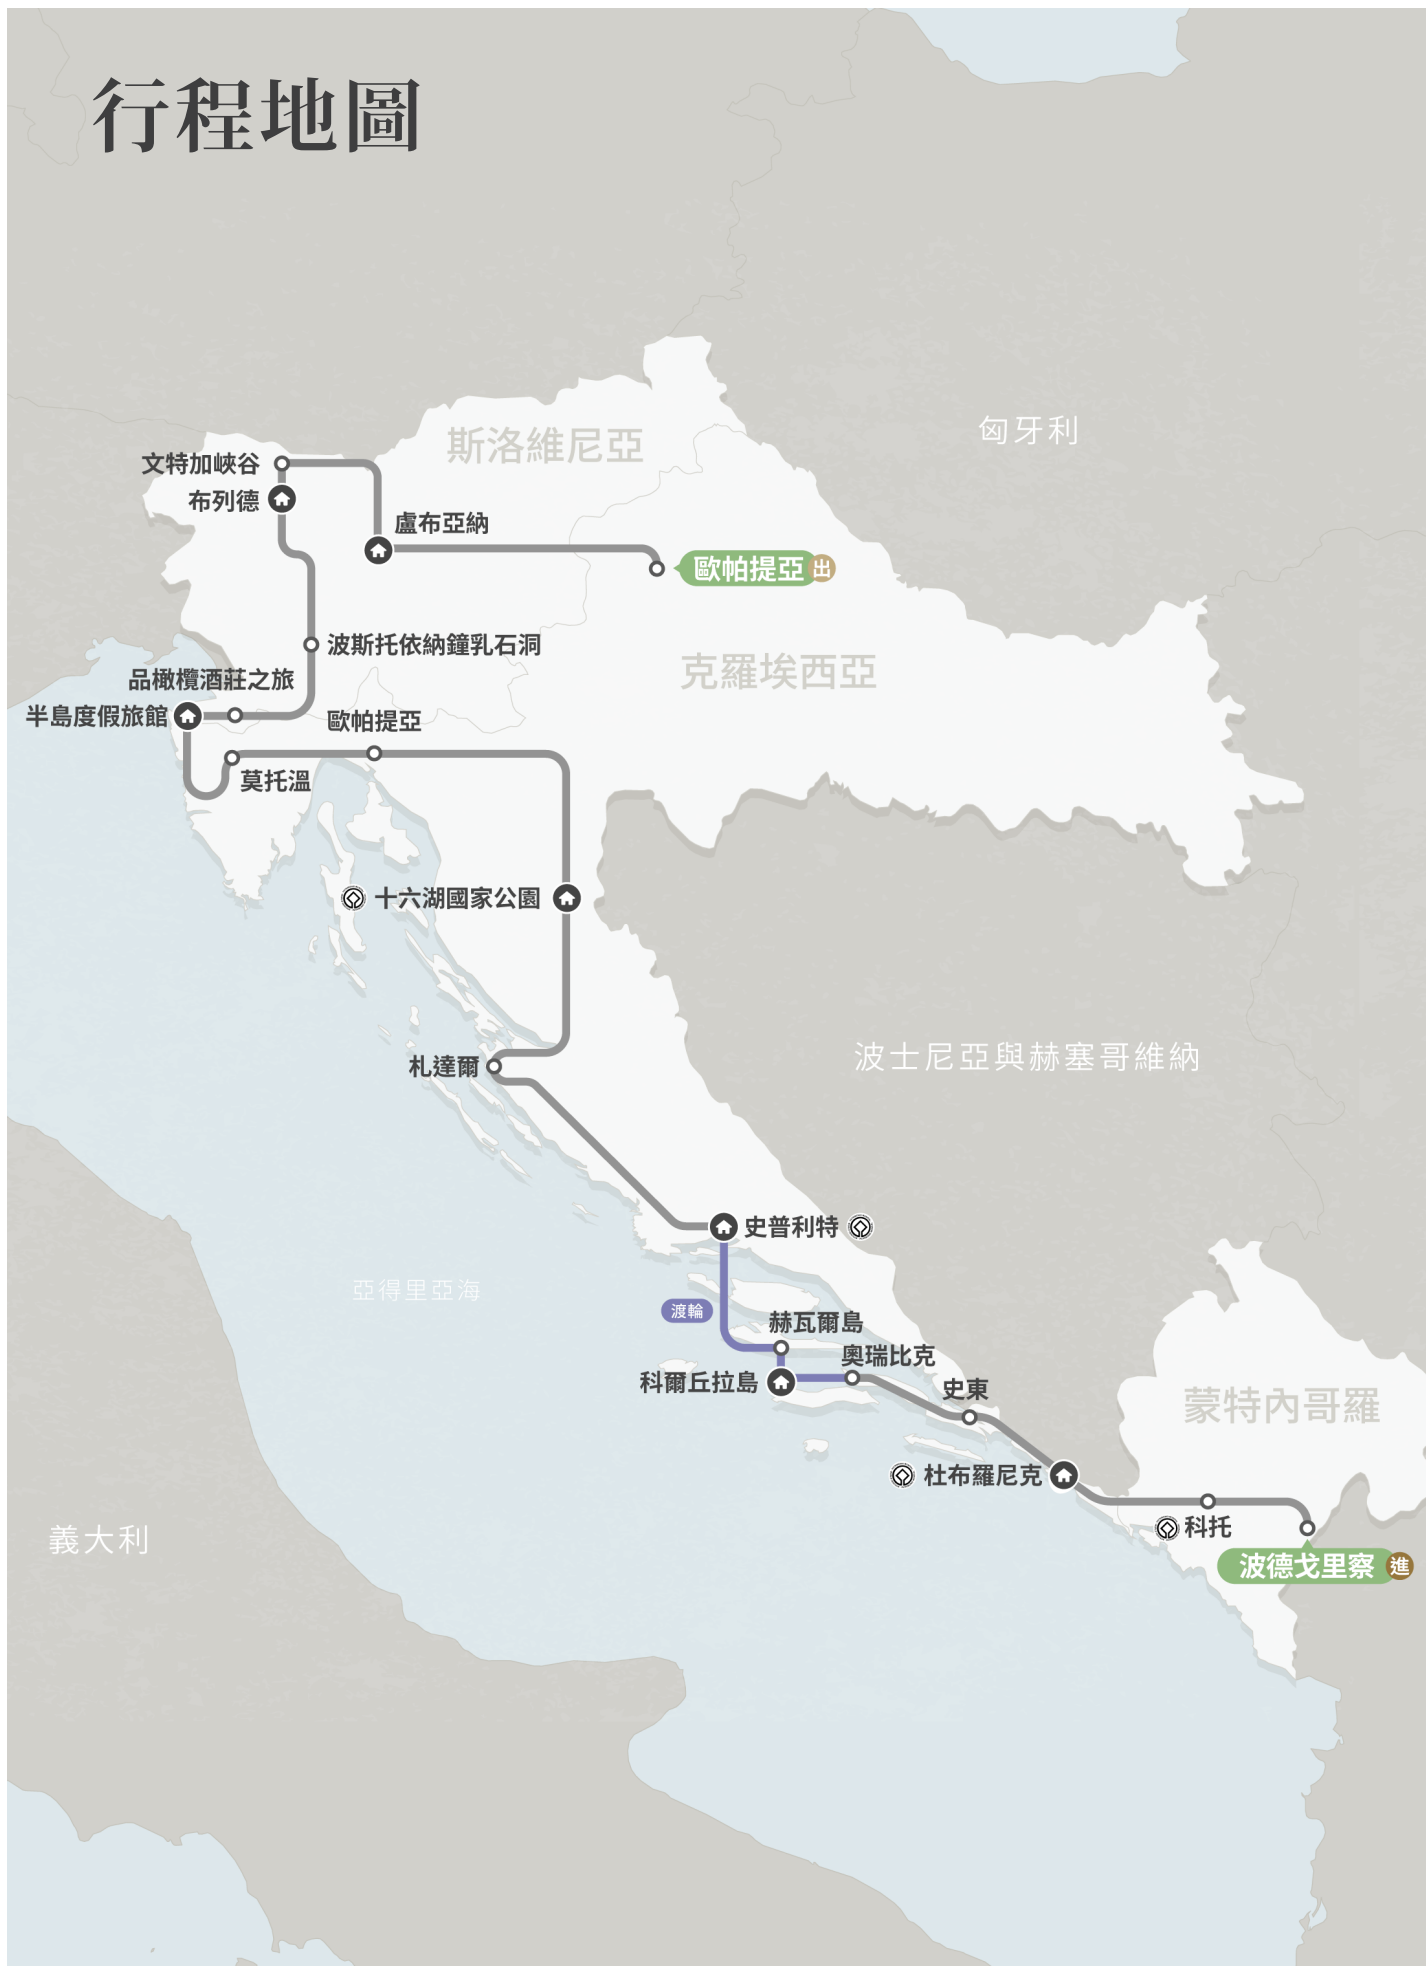 行程地圖
匈牙利
斯洛維尼亞
文特加峽谷
布列德
盧布亞納
歐帕提亞 出
波斯托依納鐘乳石洞
克羅埃西亞
品橄欖酒莊之旅
半島度假旅館
歐帕提亞
莫托溫
十六湖國家公園
波士尼亞與赫塞哥維納
札達爾
史普利特
亞得里亞海
渡輪
赫瓦爾島
奧瑞比克
科爾丘拉島
史東
蒙特內哥羅
杜布羅尼克
科托
義大利
波德戈里察 進